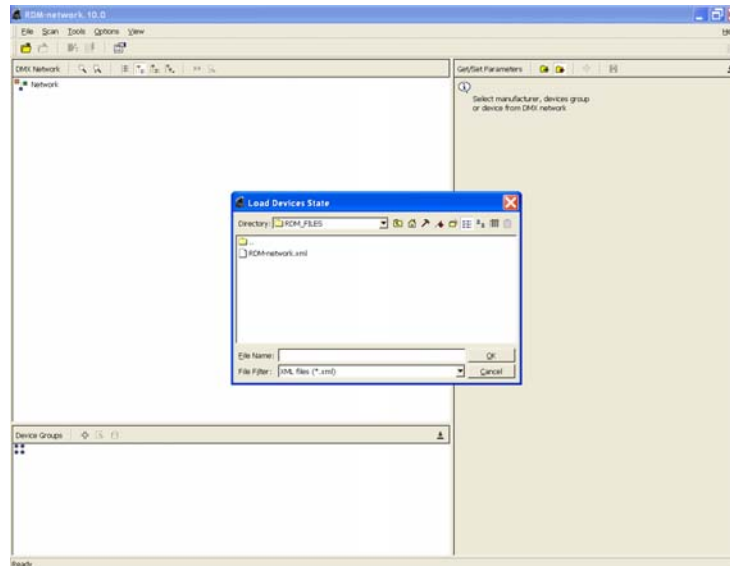 RDM-network, 10.0
File Scan Tools Options View
DMX Network
Get/Set Parameters
Network
Select manufacturer, devices group
or device from DMX network
Load Devices State
Directory: RDM_FILES
..
RDM-network.xml
File Name: OK
File Filter: XML files (*.xml) Cancel
Device Groups
Ready